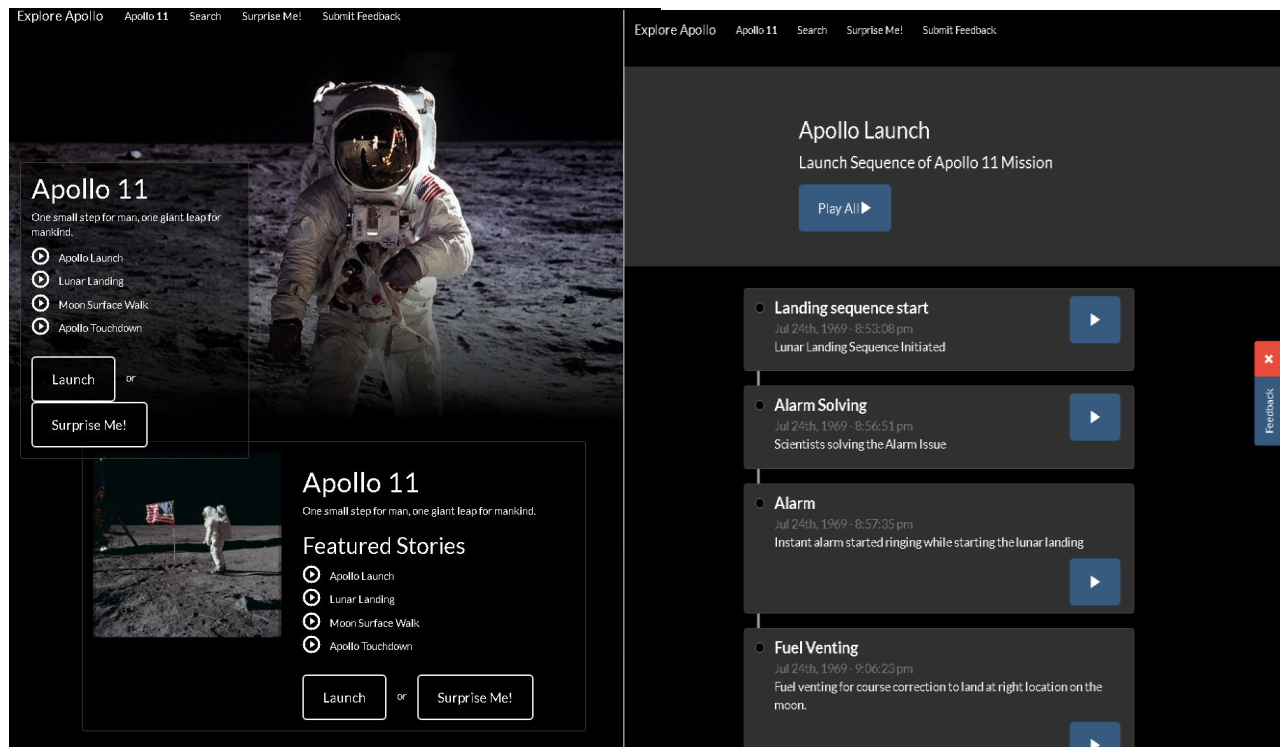 Explore Apollo Apollo 11 Search Surprise Me! Submit Feedback
Apollo 11
One small step for man, one giant leap for
mankind.
Apollo Launch
Lunar Landing
Moon Surface Walk
Apollo Touchdown
Launch or
Surprise Me!
Apollo 11
One small step for man, one giant leap for mankind.
Featured Stories
Apollo Launch
Lunar Landing
Moon Surface Walk
Apollo Touchdown
Launch or Surprise Me!
Explore Apollo Apollo 11 Search Surprise Me! Submit Feedback
Apollo Launch
Launch Sequence of Apollo 11 Mission
Play All
Landing sequence start
Jul 24th, 1969 - 8:53:08 pm
Lunar Landing Sequence Initiated
Alarm Solving
Jul 24th, 1969 - 8:56:51 pm
Scientists solving the Alarm Issue
Alarm
Jul 24th, 1969 - 8:57:35 pm
Instant alarm started ringing while starting the lunar landing
Fuel Venting
Jul 24th, 1969 - 9:06:23 pm
Fuel venting for course correction to land at right location on the
moon.
Feedback